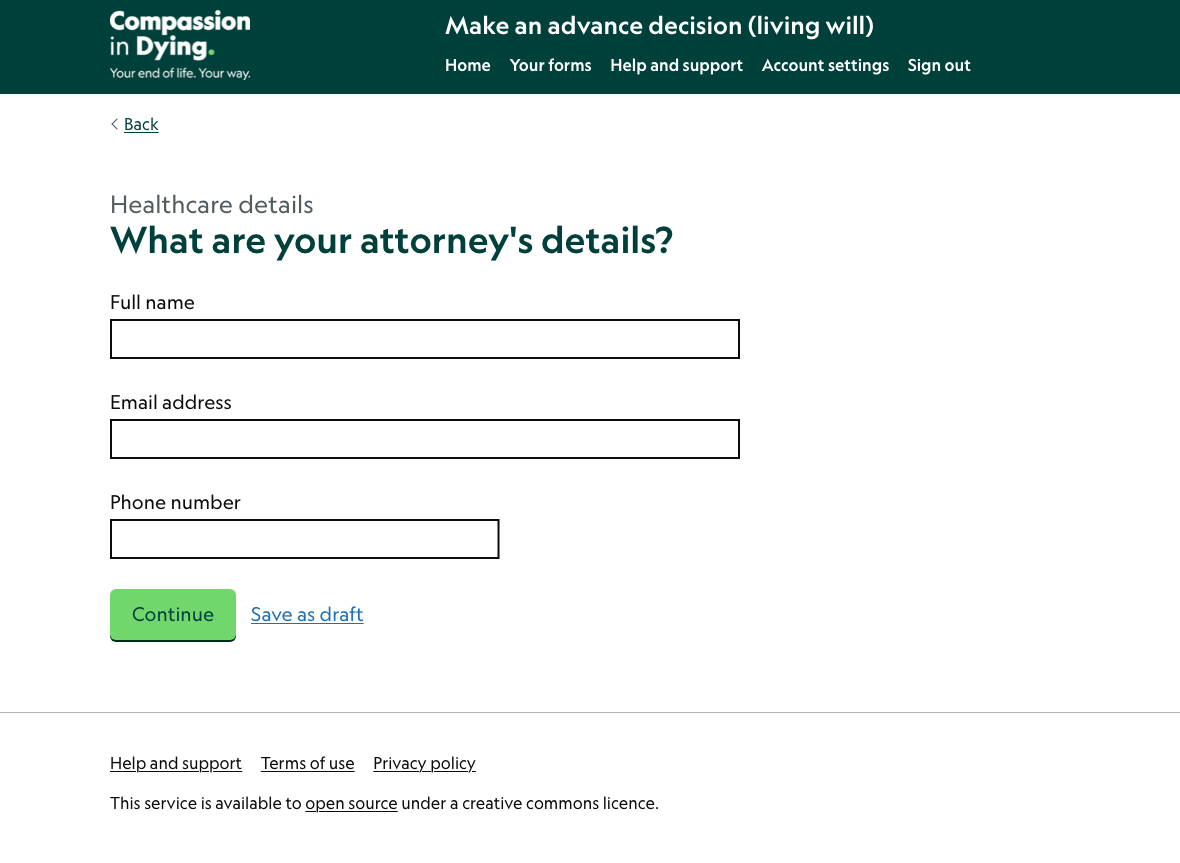 Compassion
in Dying.
Your end of life. Your way.
Make an advance decision (living will)
Home Your forms Help and support Account settings Sign out
Back
Healthcare details
What are your attorney's details?
Full name
Email address
Phone number
Continue Save as draft
Help and support Terms of use Privacy policy
This service is available to open source under a creative commons licence.